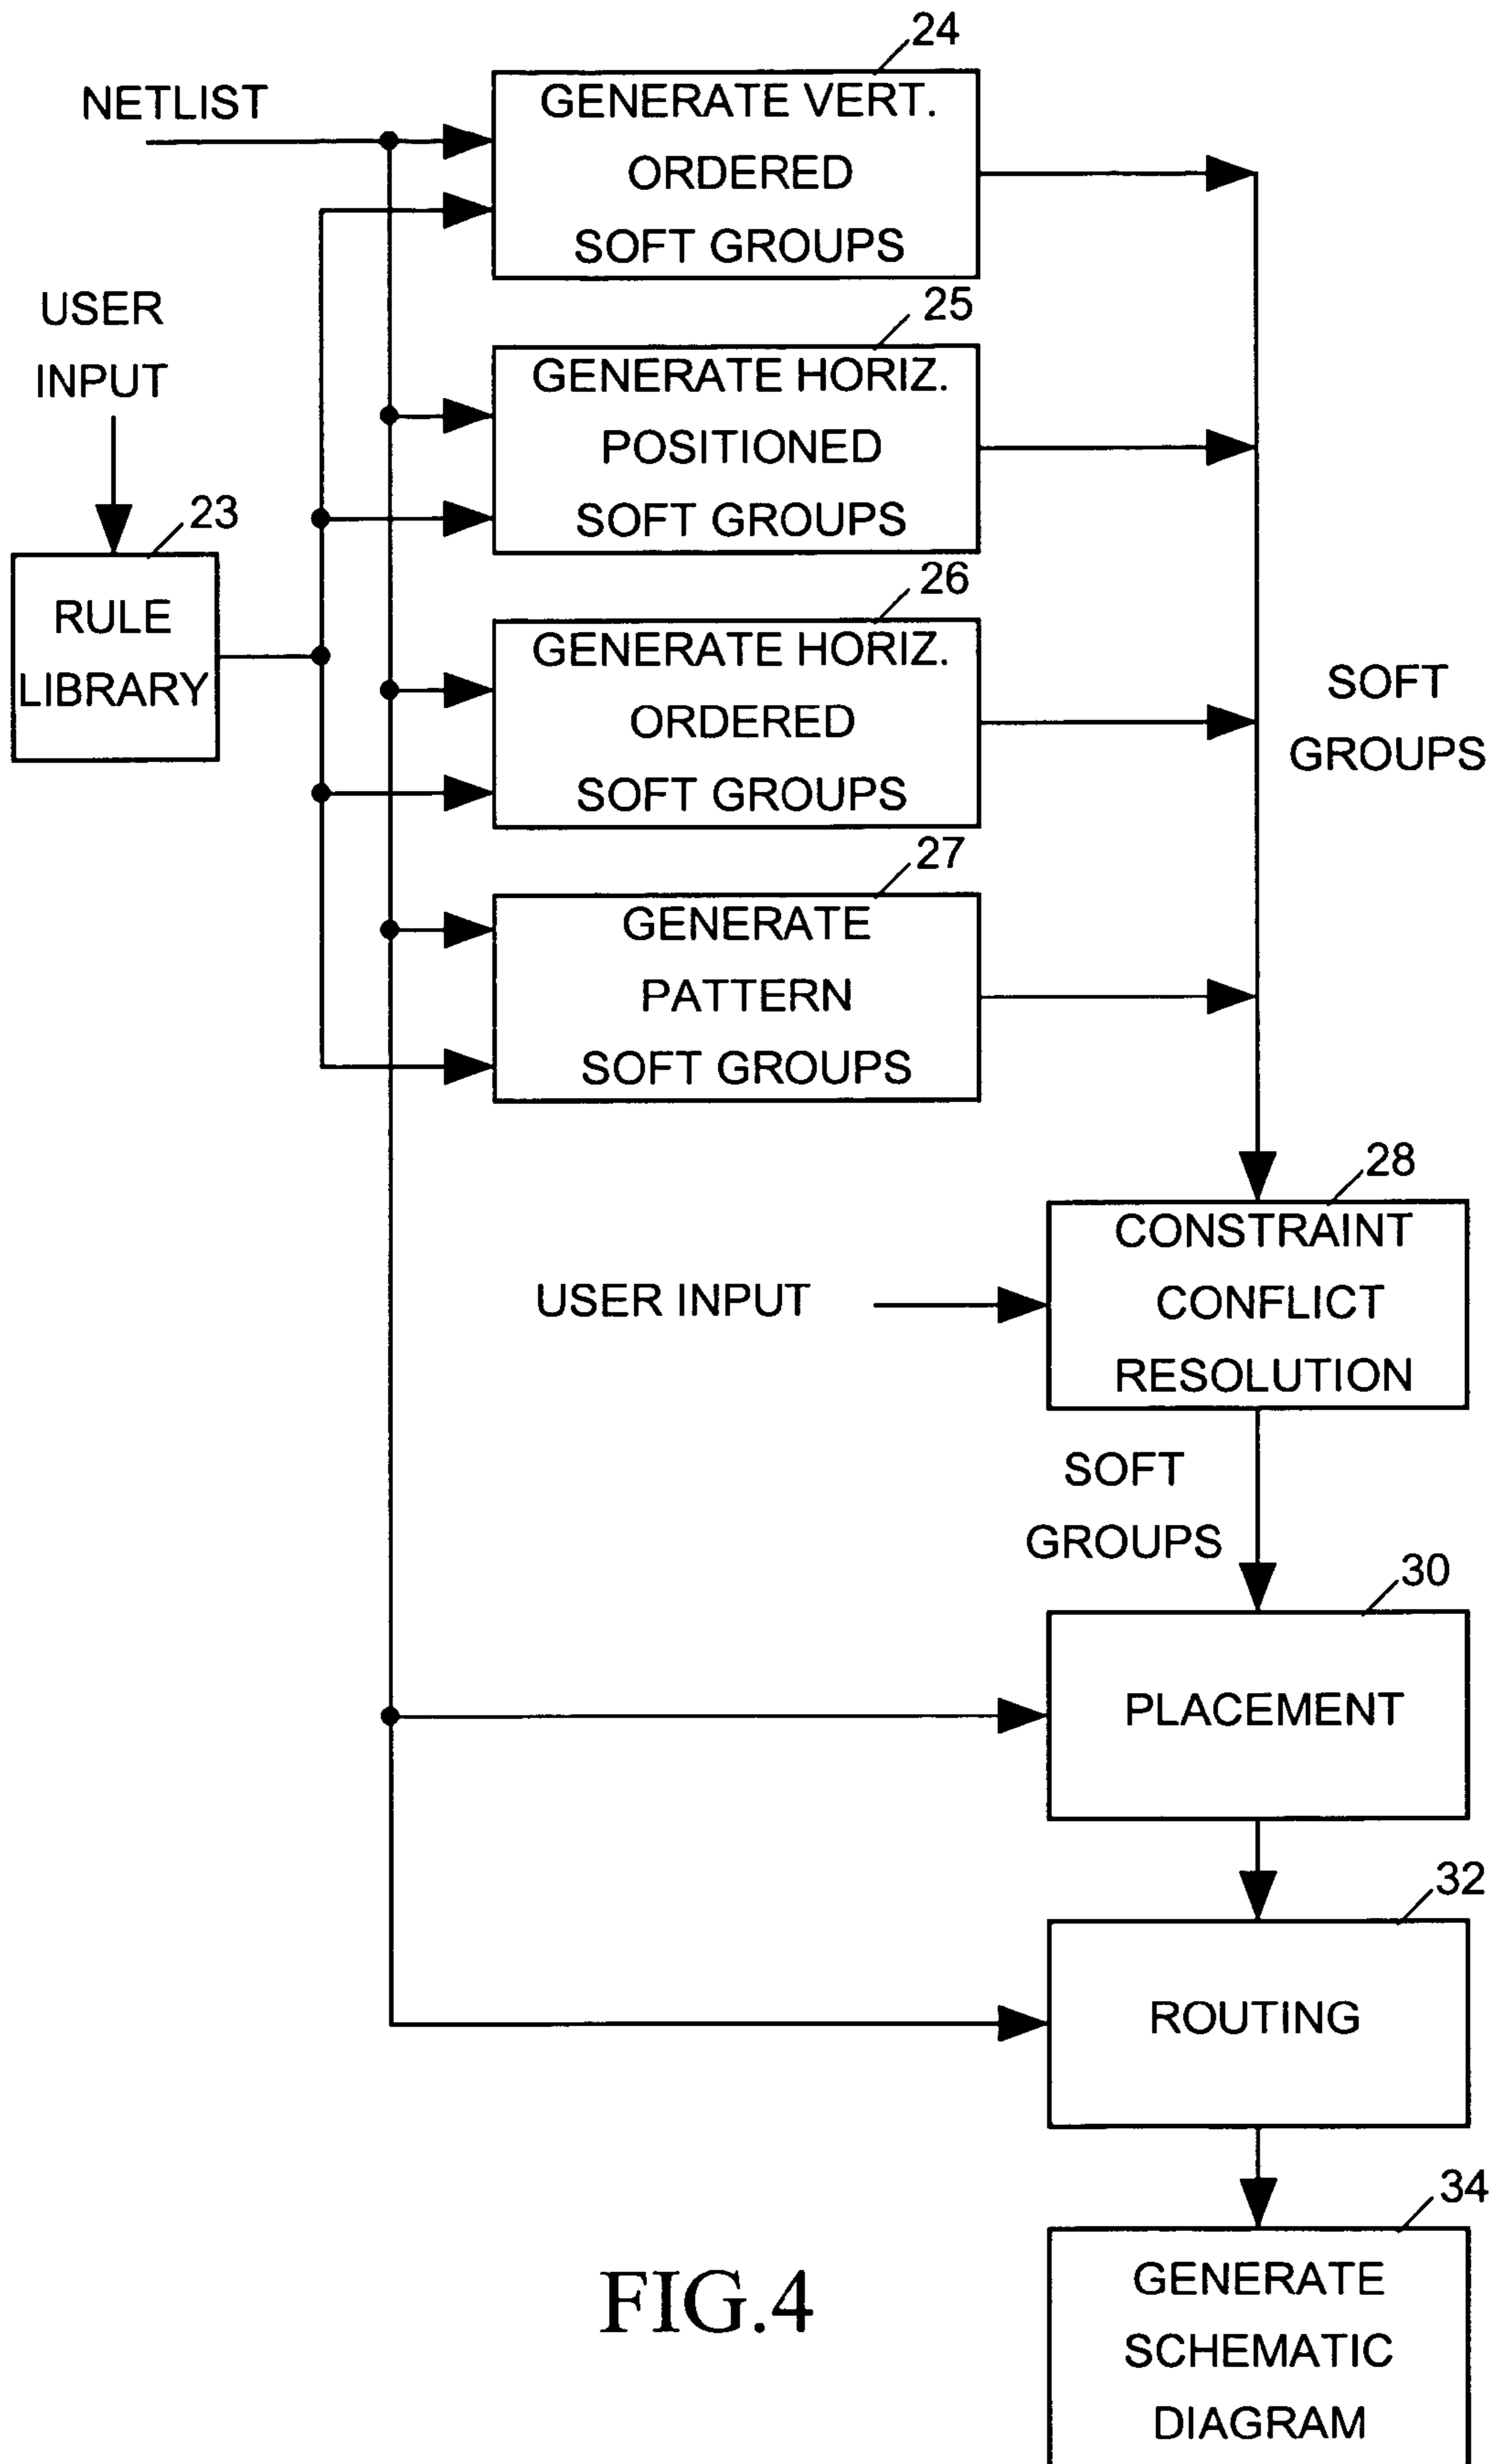 24
NETLIST
GENERATE VERT.
ORDERED
SOFT GROUPS
USER
INPUT
25
GENERATE HORIZ.
POSITIONED
SOFT GROUPS
23
RULE
LIBRARY
26
GENERATE HORIZ.
ORDERED
SOFT GROUPS
SOFT
GROUPS
27
GENERATE
PATTERN
SOFT GROUPS
28
CONSTRAINT
CONFLICT
RESOLUTION
USER INPUT
SOFT
GROUPS
30
PLACEMENT
32
ROUTING
34
GENERATE
SCHEMATIC
DIAGRAM
FIG.4